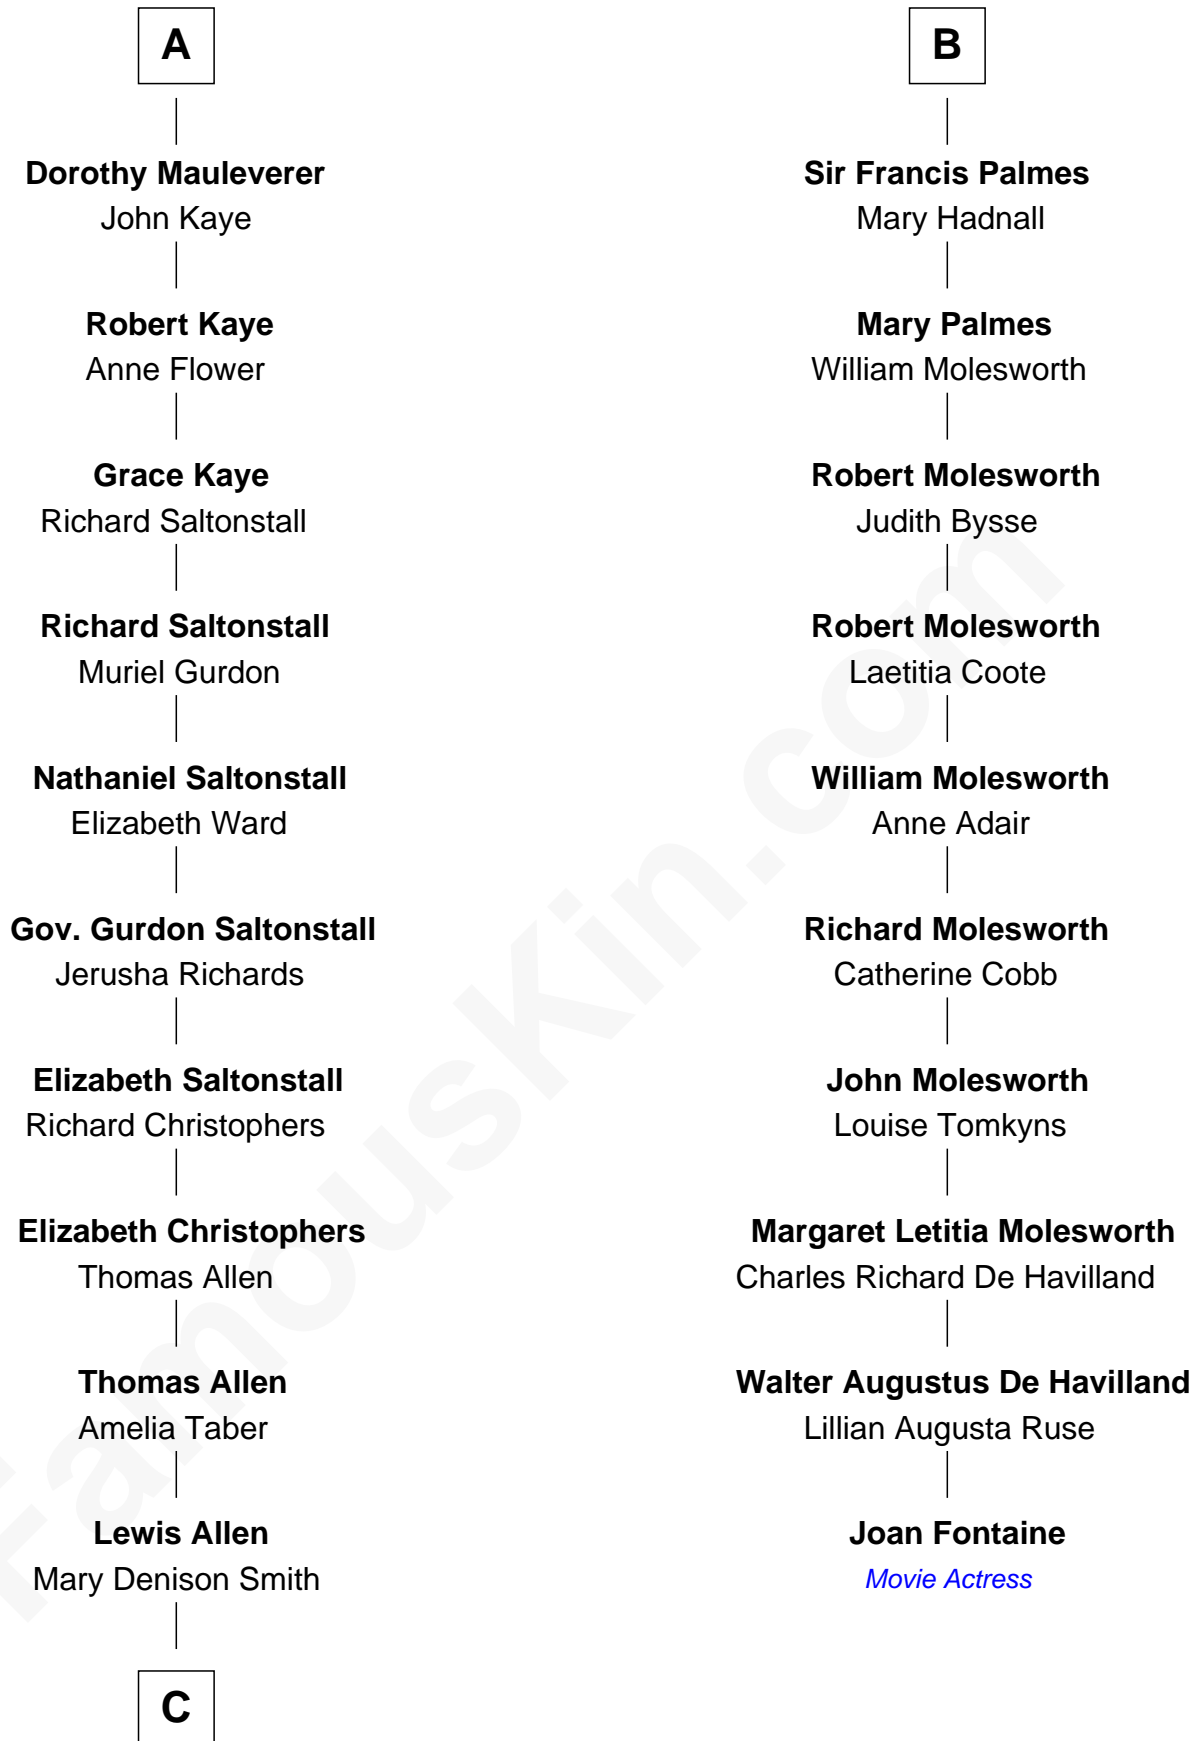 A
Dorothy Mauleverer
John Kaye
Robert Kaye
Anne Flower
Grace Kaye
Richard Saltonstall
Richard Saltonstall
Muriel Gurdon
Nathaniel Saltonstall
Elizabeth Ward
Gov. Gurdon Saltonstall
Jerusha Richards
Elizabeth Saltonstall
Richard Christophers
Elizabeth Christophers
Thomas Allen
Thomas Allen
Amelia Taber
Lewis Allen
Mary Denison Smith
C
B
Sir Francis Palmes
Mary Hadnall
Mary Palmes
William Molesworth
Robert Molesworth
Judith Bysse
Robert Molesworth
Laetitia Coote
William Molesworth
Anne Adair
Richard Molesworth
Catherine Cobb
John Molesworth
Louise Tomkyns
Margaret Letitia Molesworth
Charles Richard De Havilland
Walter Augustus De Havilland
Lillian Augusta Ruse
Joan Fontaine
Movie Actress
FamousKin.com